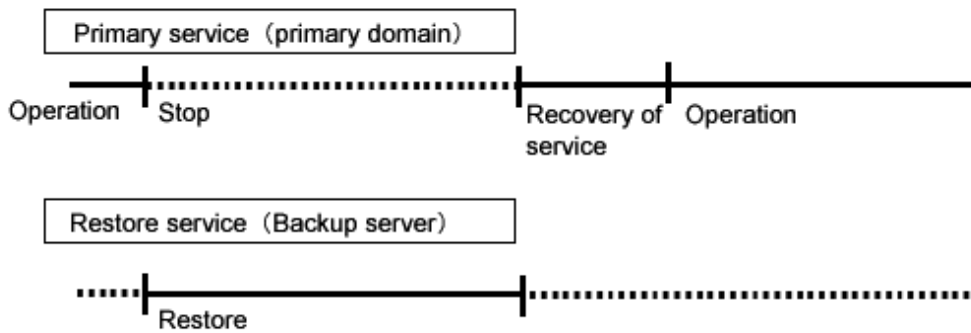 Primary service（primary domain）
Operation
Stop
Recovery of
service
Operation
Restore service（Backup server）
Restore